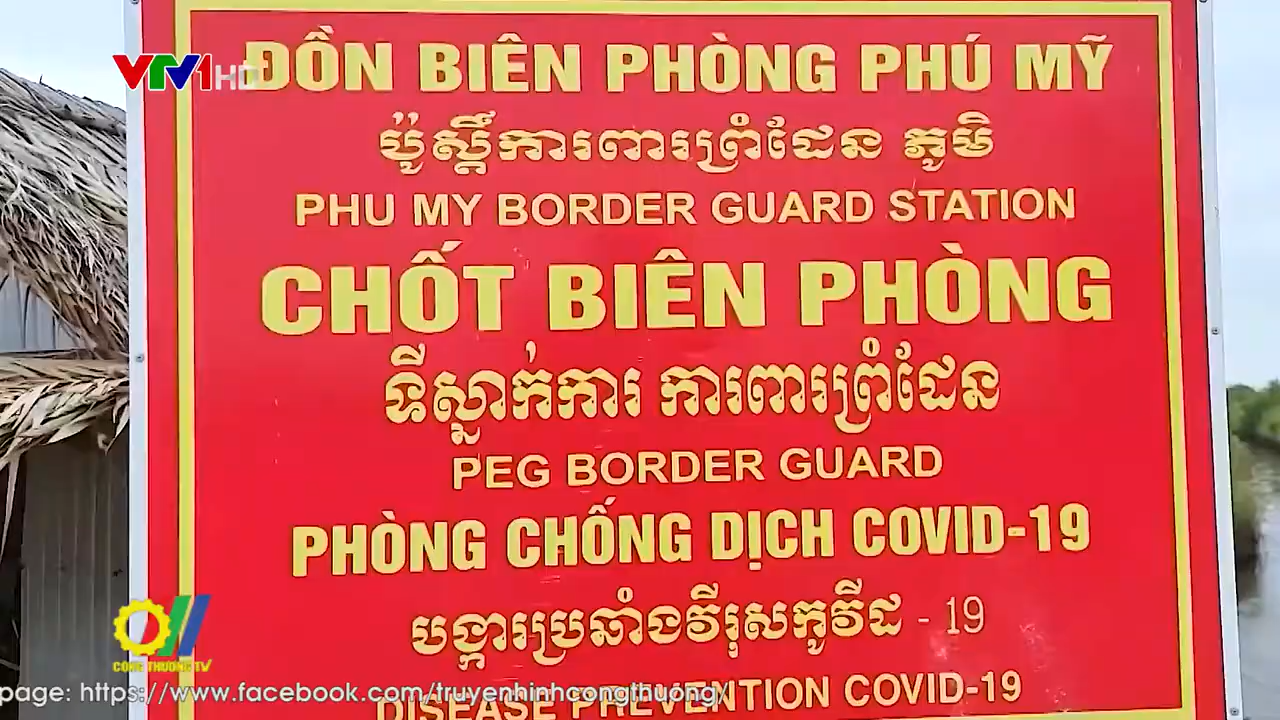 VTV1 HD
ĐỒN BIÊN PHÒNG PHÚ MỸ
ប៉ូស្ដិ៍ការពារព្រំដែន ភូមិ
PHU MY BORDER GUARD STATION
CHỐT BIÊN PHÒNG
ទីស្នាក់ការ ការពារព្រំដែន
PEG BORDER GUARD
PHÒNG CHỐNG DỊCH COVID-19
បង្ការប្រឆាំងវីរុសកូវីដ - 19
DISEASE PREVENTION COVID-19
CÔNG THƯƠNG TV
page: https://www.facebook.com/truyenhinhcongthuong/